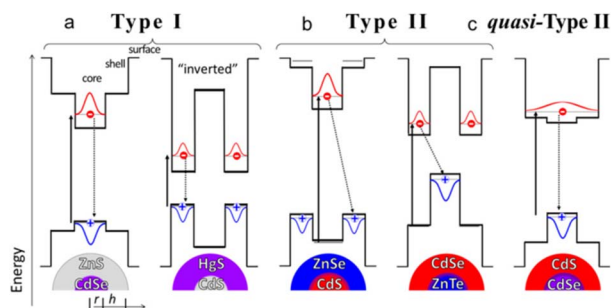 a Type I
b Type II
c quasi-Type II
surface
shell
core
"inverted"
Energy
ZnS
CdSe
HgS
CdS
ZnSe
CdS
CdSe
ZnTe
CdS
CdSe
r h